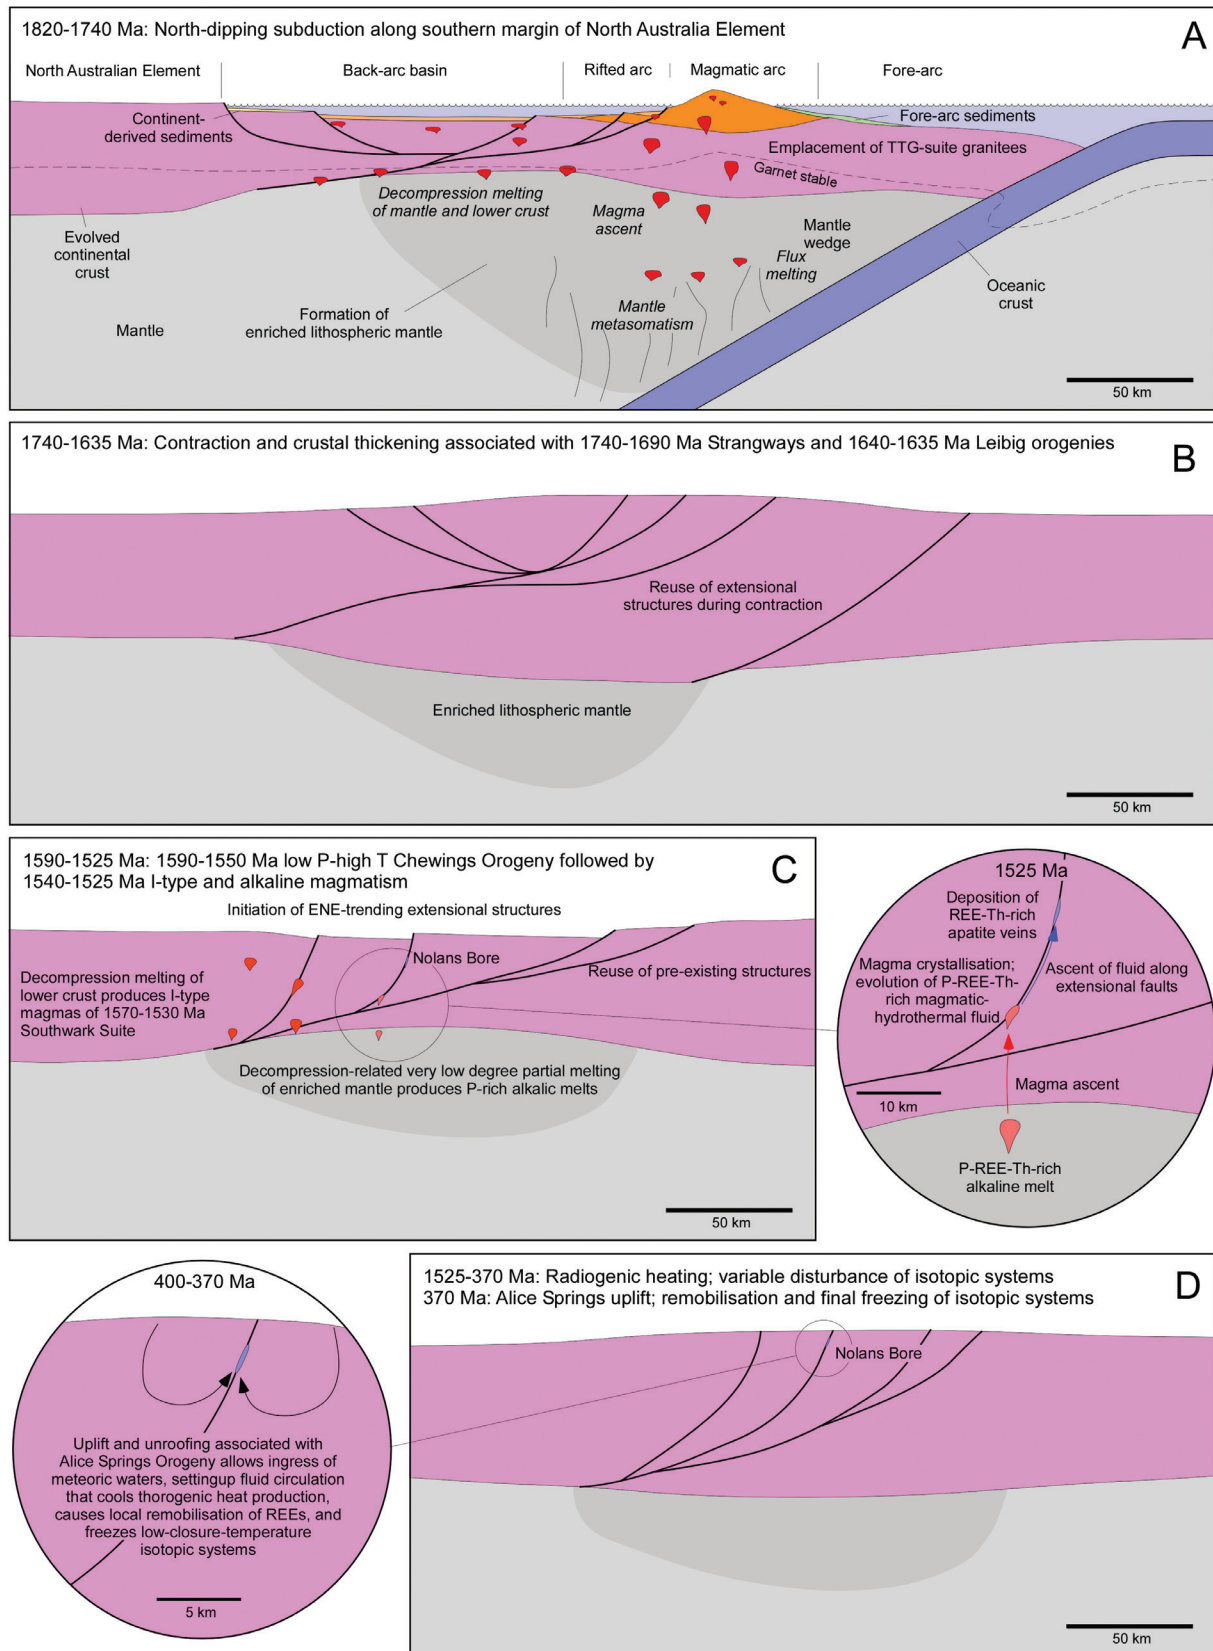 1820-1740 Ma: North-dipping subduction along southern margin of North Australia Element
A
North Australian Element
Back-arc basin
Rifted arc
Magmatic arc
Fore-arc
Continent-
derived sediments
Fore-arc sediments
Emplacement of TTG-suite granitees
Garnet stable
Decompression melting
of mantle and lower crust
Magma
ascent
Mantle
wedge
Flux
melting
Evolved
continental
crust
Oceanic
crust
Formation of
enriched lithospheric mantle
Mantle
metasomatism
Mantle
50 km
1740-1635 Ma: Contraction and crustal thickening associated with 1740-1690 Ma Strangways and 1640-1635 Ma Leibig orogenies
B
Reuse of extensional
structures during contraction
Enriched lithospheric mantle
50 km
1590-1525 Ma: 1590-1550 Ma low P-high T Chewings Orogeny followed by
1540-1525 Ma I-type and alkaline magmatism
C
Initiation of ENE-trending extensional structures
Nolans Bore
Reuse of pre-existing structures
Decompression melting of
lower crust produces I-type
magmas of 1570-1530 Ma
Southwark Suite
Decompression-related very low degree partial melting
of enriched mantle produces P-rich alkalic melts
50 km
1525 Ma
Deposition of
REE-Th-rich
apatite veins
Magma crystallisation;
evolution of P-REE-Th-
rich magmatic-
hydrothermal fluid
Ascent of fluid along
extensional faults
Magma ascent
10 km
P-REE-Th-rich
alkaline melt
400-370 Ma
Uplift and unroofing associated with
Alice Springs Orogeny allows ingress of
meteoric waters, settingup fluid circulation
that cools thorogenic heat production,
causes local remobilisation of REEs, and
freezes low-closure-temperature
isotopic systems
5 km
1525-370 Ma: Radiogenic heating; variable disturbance of isotopic systems
370 Ma: Alice Springs uplift; remobilisation and final freezing of isotopic systems
D
Nolans Bore
50 km